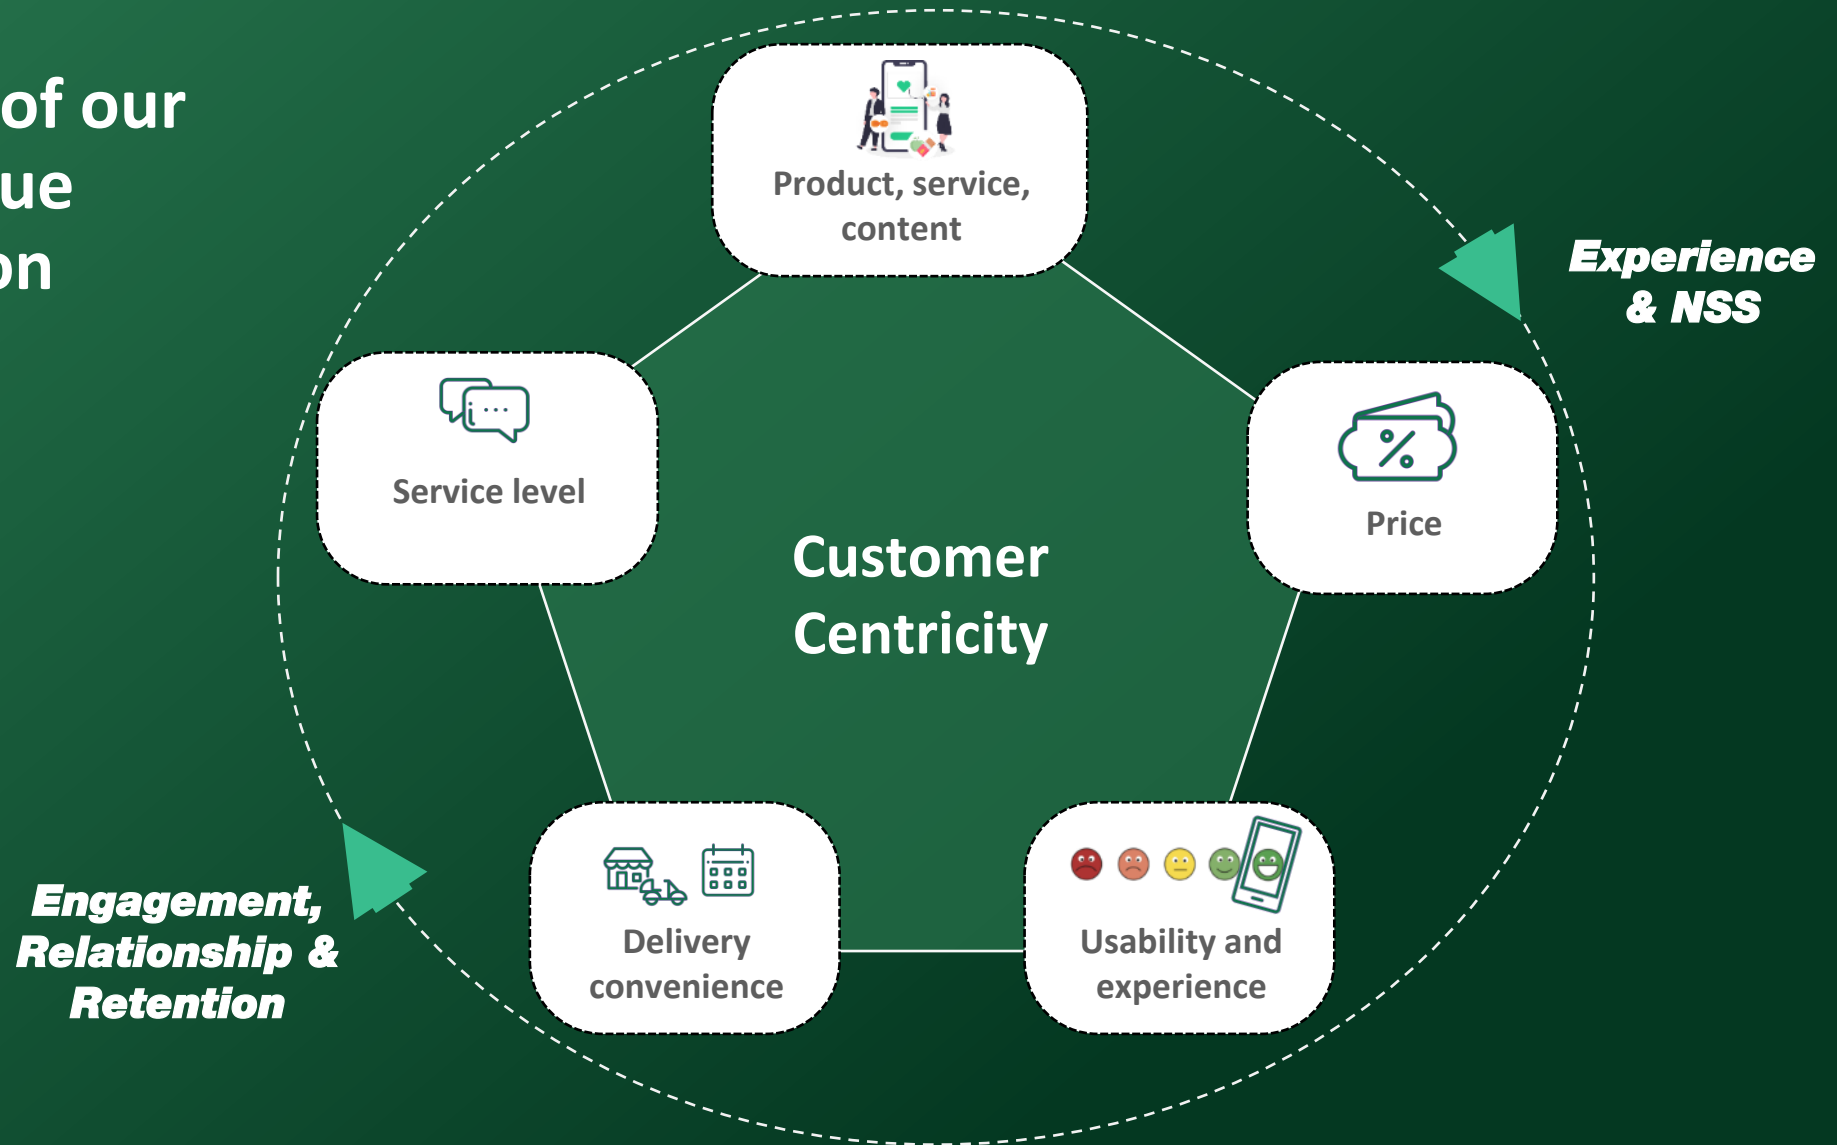 of our
ue
on
Product, service,
content
Experience
& NSS
Service level
Price
Customer
Centricity
Engagement,
Relationship &
Retention
Delivery
convenience
Usability and
experience